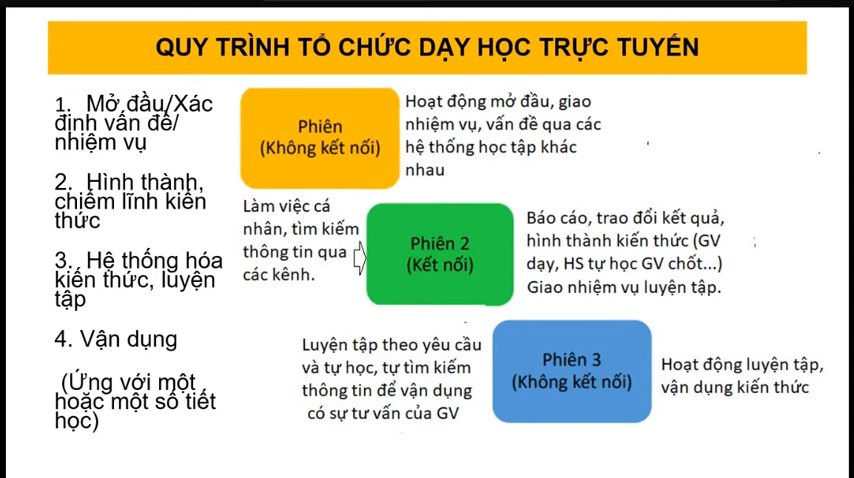 QUY TRÌNH TỔ CHỨC DẠY HỌC TRỰC TUYẾN
1. Mở đầu/Xác
định vấn đề/
nhiệm vụ
2. Hình thành,
chiếm lĩnh kiến
thức
3. Hệ thống hóa
kiến thức, luyện
tập
4. Vận dụng
(Ứng với một
hoặc một số tiết
học)
Phiên
(Không kết nối)
Hoạt động mở đầu, giao
nhiệm vụ, vấn đề qua các
hệ thống học tập khác
nhau
Làm việc cá
nhân, tìm kiếm
thông tin qua
các kênh.
Phiên 2
(Kết nối)
Báo cáo, trao đổi kết quả,
hình thành kiến thức (GV
dạy, HS tự học GV chốt...)
Giao nhiệm vụ luyện tập.
Luyện tập theo yêu cầu
và tự học, tự tìm kiếm
thông tin để vận dụng
có sự tư vấn của GV
Phiên 3
(Không kết nối)
Hoạt động luyện tập,
vận dụng kiến thức